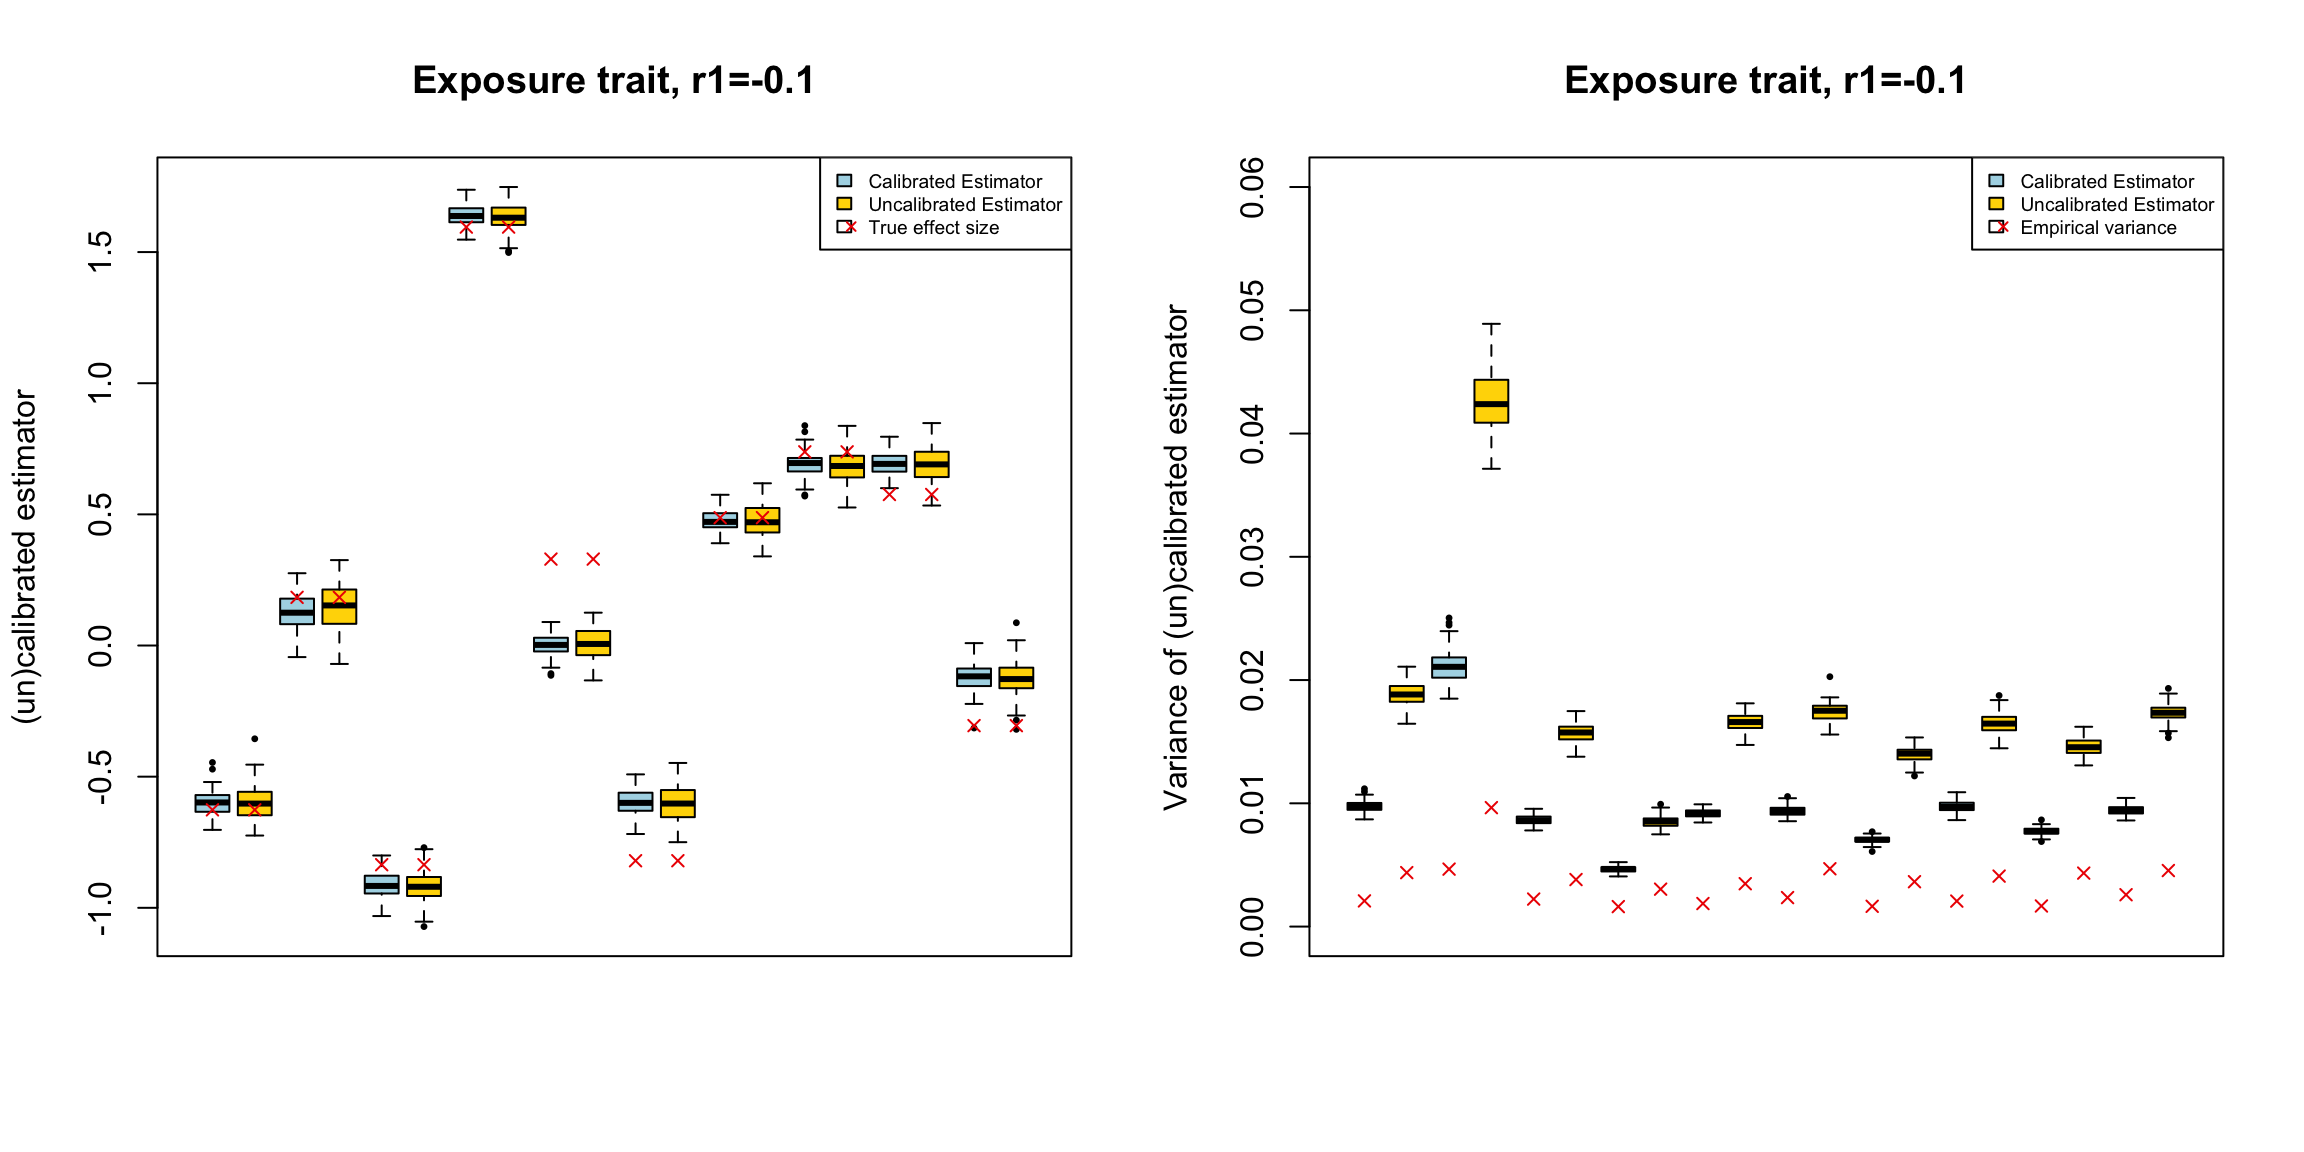 Exposure trait, r1=-0.1
(un)calibrated estimator
1.5
1.0
0.5
0.0
-0.5
-1.0
Calibrated Estimator
Uncalibrated Estimator
True effect size
Exposure trait, r1=-0.1
Variance of (un)calibrated estimator
0.06
0.05
0.04
0.03
0.02
0.01
0.00
Calibrated Estimator
Uncalibrated Estimator
Empirical variance